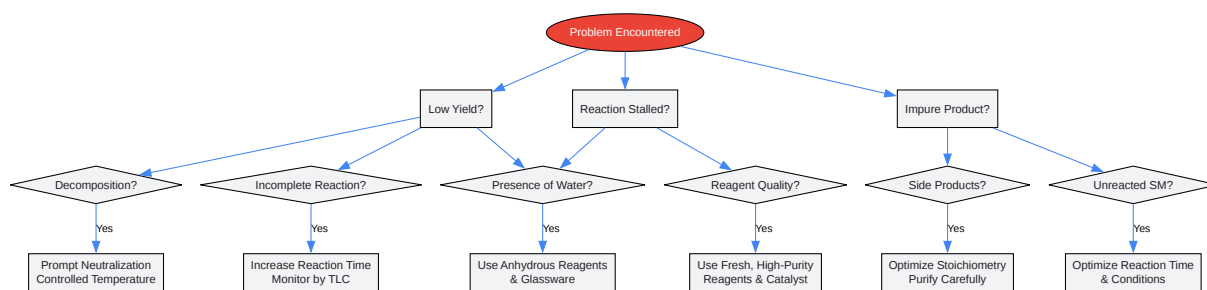 Problem Encountered
Low Yield?
Reaction Stalled?
Impure Product?
Decomposition?
Incomplete Reaction?
Presence of Water?
Reagent Quality?
Side Products?
Unreacted SM?
Yes
Yes
Yes
Yes
Yes
Yes
Prompt Neutralization
Controlled Temperature
Increase Reaction Time
Monitor by TLC
Use Anhydrous Reagents
& Glassware
Use Fresh, High-Purity
Reagents & Catalyst
Optimize Stoichiometry
Purify Carefully
Optimize Reaction Time
& Conditions